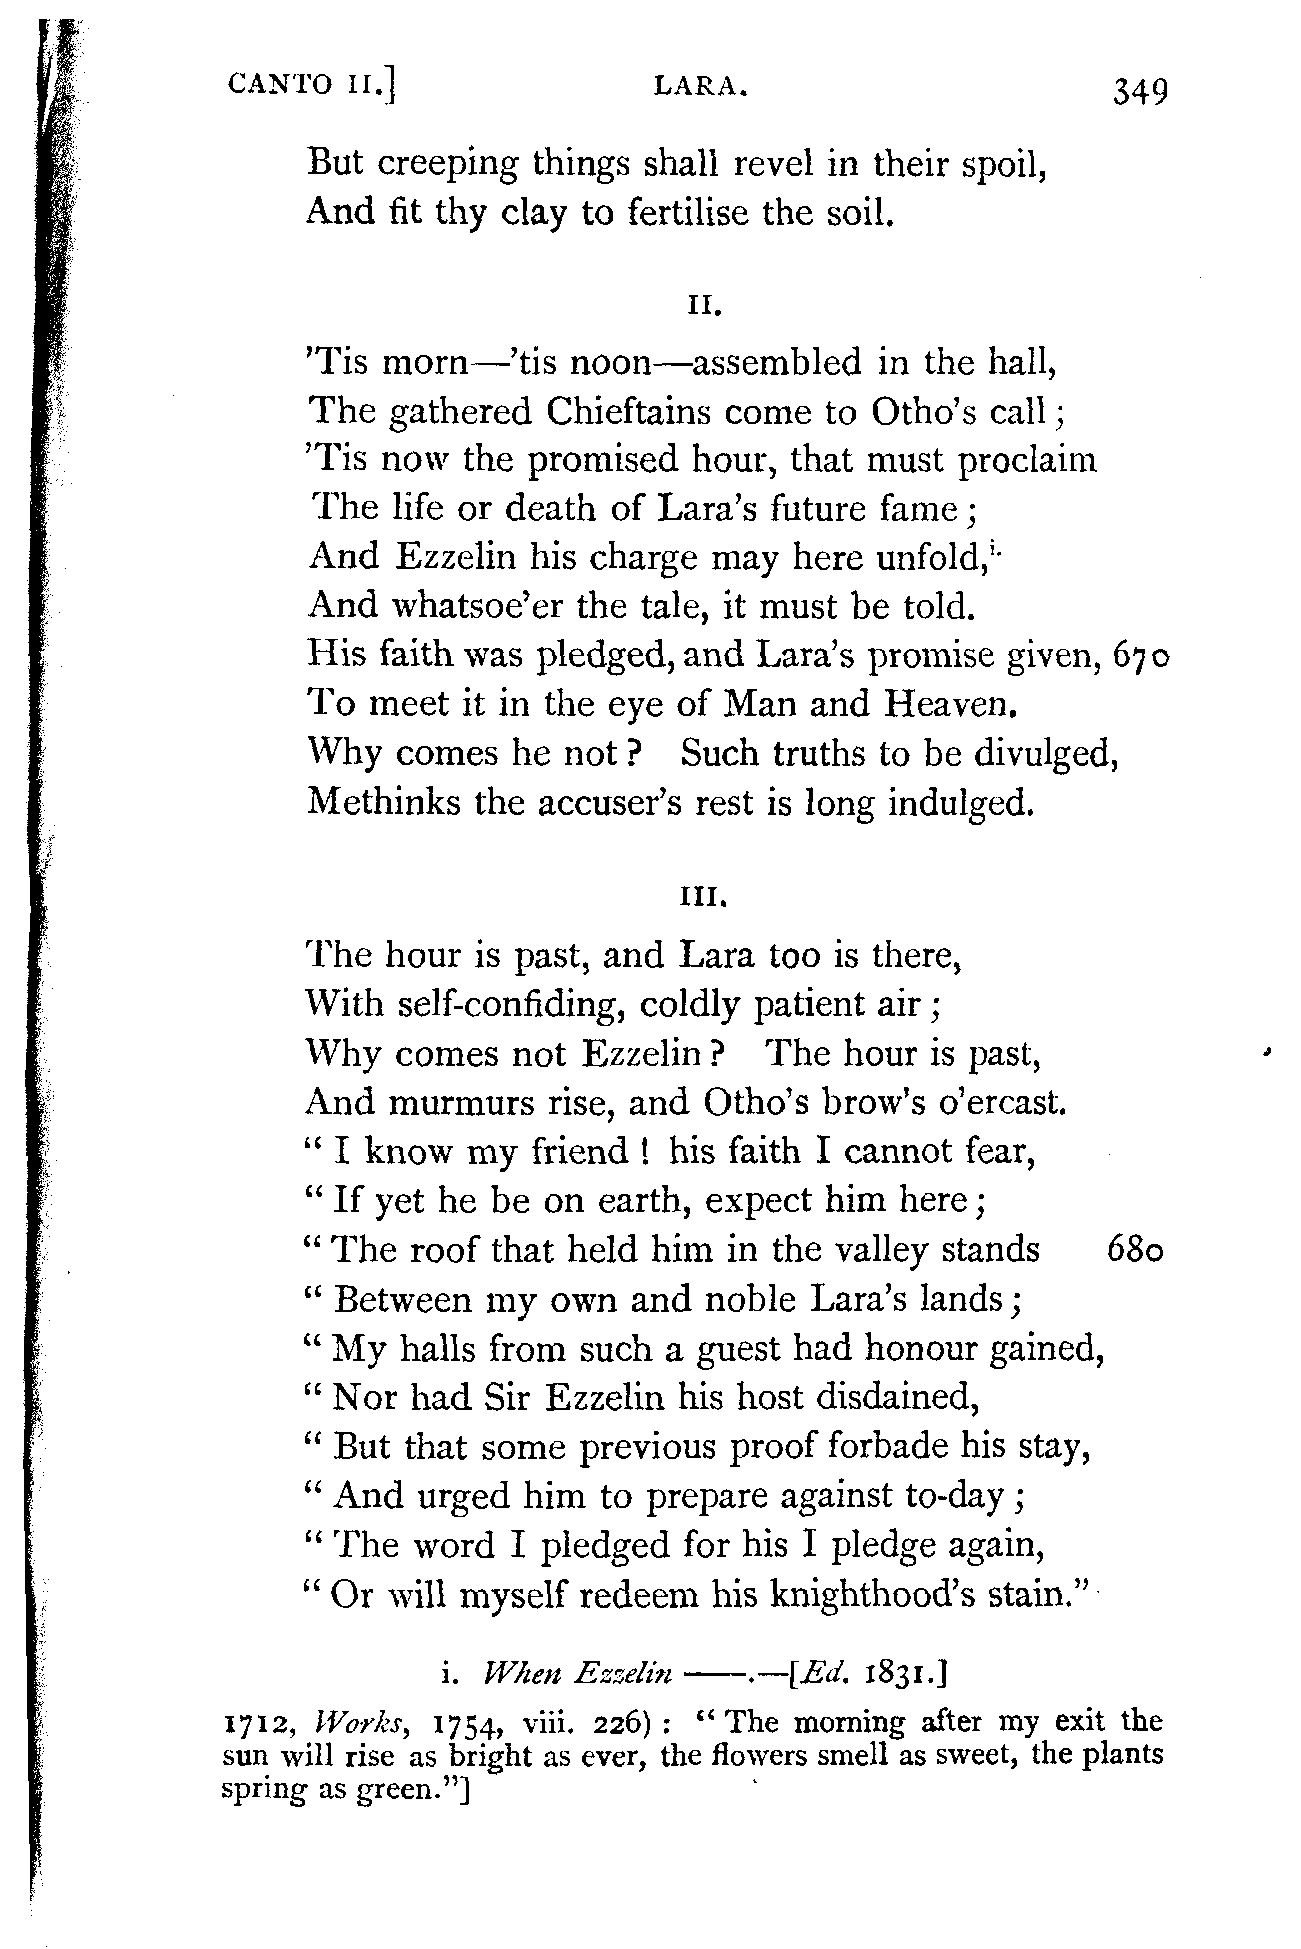 CANTO II.] LARA. 349
But creeping things shall revel in their spoil,
And fit thy clay to fertilise the soil.
II.
'Tis morn—'tis noon—assembled in the hall,
The gathered Chieftains come to Otho's call;
'Tis now the promised hour, that must proclaim
The life or death of Lara's future fame;
And Ezzelin his charge may here unfold,i.
And whatsoe'er the tale, it must be told.
His faith was pledged, and Lara's promise given, 670
To meet it in the eye of Man and Heaven.
Why comes he not? Such truths to be divulged,
Methinks the accuser's rest is long indulged.
III.
The hour is past, and Lara too is there,
With self-confiding, coldly patient air;
Why comes not Ezzelin? The hour is past,
And murmurs rise, and Otho's brow's o'ercast.
"I know my friend! his faith I cannot fear,
"If yet he be on earth, expect him here;
"The roof that held him in the valley stands 680
"Between my own and noble Lara's lands;
"My halls from such a guest had honour gained,
"Nor had Sir Ezzelin his host disdained,
"But that some previous proof forbade his stay,
"And urged him to prepare against to-day;
"The word I pledged for his I pledge again,
"Or will myself redeem his knighthood's stain."
i. When Ezzelin ——.—[Ed. 1831.]
1712, Works, 1754, viii. 226): "The morning after my exit the
sun will rise as bright as ever, the flowers smell as sweet, the plants
spring as green."]